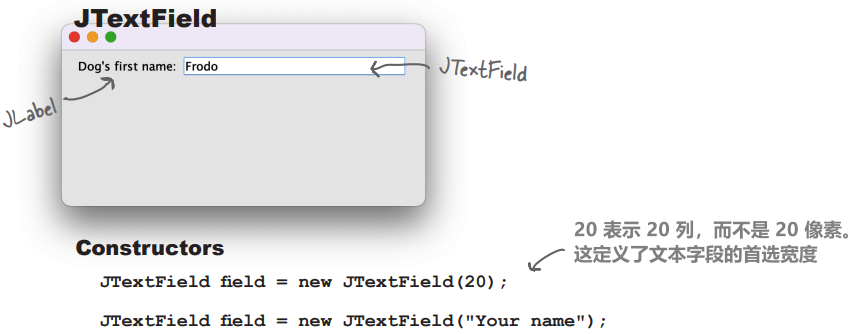 JTextField
Dog's first name: Frodo
JTextField
JLabel
20 表示 20 列，而不是 20 像素。
这定义了文本字段的首选宽度
Constructors
JTextField field = new JTextField(20);
JTextField field = new JTextField("Your name");